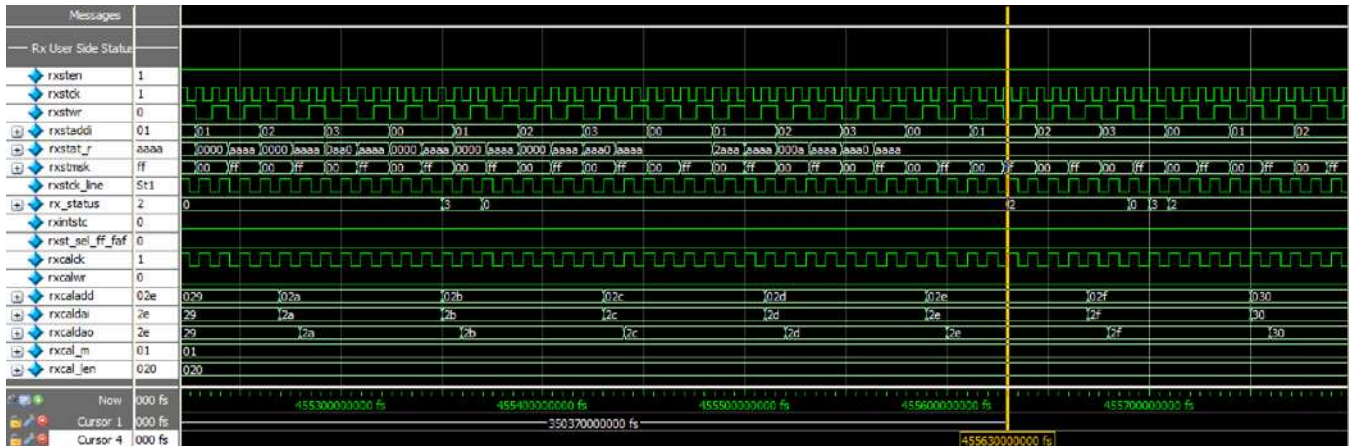 Messages
Rx User Side Status
rxsten 1
rxstck 1
rxstwr 0
rxstaddi 01 01 02 03 00 01 02 03 00 01 02 03 00 01 02 03 00 01 02
rxstat_r aaaa 0000 aaaa 0000 aaaa 0aa0 aaaa 0000 aaaa 0000 aaaa 0000 aaaa aaa0 aaaa 2aaa aaaa 000a aaaa aaa0 aaaa
rxstmsk ff 00 ff 00 ff 00 ff 00 ff 00 ff 00 ff 00 ff 00 ff 00 ff 00 ff 00 ff 00 ff ff 00 ff 00 ff 00 ff 00 ff 00 ff
rxstck_line St1
rx_status 2 0 3 0 2 0 3 2
rxintstc 0
rxst_sel_ff_faf 0
rxcalck 1
rxcalwr 0
rxcaladd 02e 029 02a 02b 02c 02d 02e 02f 030
rxcaldai 2e 29 2a 2b 2c 2d 2e 2f 30
rxcaldao 2e 29 2a 2b 2c 2d 2e 2f 30
rxcal_m 01 01
rxcal_len 020 020
Now 000 fs 455300000000 fs 455400000000 fs 455500000000 fs 455600000000 fs 455700000000 fs
Cursor 1 000 fs 350370000000 fs
Cursor 4 000 fs 455630000000 fs